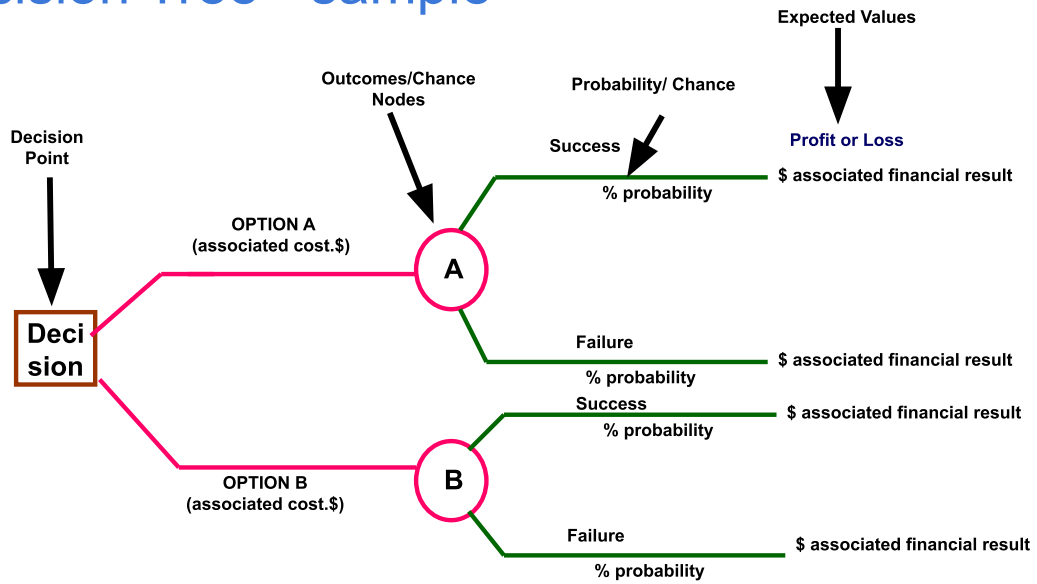 sample
Expected Values
Outcomes/Chance
Nodes
Probability/ Chance
Decision
Point
Success
Profit or Loss
$ associated financial result
% probability
OPTION A
(associated cost.$)
A
Deci
sion
Failure
$ associated financial result
% probability
Success
$ associated financial result
% probability
B
OPTION B
(associated cost.$)
Failure
$ associated financial result
% probability